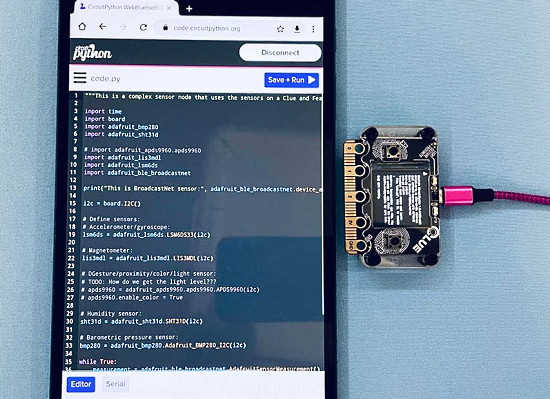 CircuitPython WebBluetooth
code.circuitpython.org
circuit
python
Disconnect
code.py
Save + Run
1 """This is a complex sensor node that uses the sensors on a Clue and Fea
2
3 import time
4 import board
5 import adafruit_bmp280
6 import adafruit_sht31d
7
8 # import adafruit_apds9960.apds9960
9 import adafruit_lis3mdl
10 import adafruit_lsm6ds
11 import adafruit_ble_broadcastnet
12
13 print("This is BroadcastNet sensor:", adafruit_ble_broadcastnet.device_a
14
15 i2c = board.I2C()
16
17 # Define sensors:
18 # Accelerometer/gyroscope:
19 lsm6ds = adafruit_lsm6ds.LSM6DS33(i2c)
20
21 # Magnetometer:
22 lis3mdl = adafruit_lis3mdl.LIS3MDL(i2c)
23
24 # DGesture/proximity/color/light sensor:
25 # TODO: How do we get the light level???
26 # apds9960 = adafruit_apds9960.apds9960.APDS9960(i2c)
27 # apds9960.enable_color = True
28
29 # Humidity sensor:
30 sht31d = adafruit_sht31d.SHT31D(i2c)
31
32 # Barometric pressure sensor:
33 bmp280 = adafruit_bmp280.Adafruit_BMP280_I2C(i2c)
34
35 while True:
measurement = adafruit_ble_broadcastnet.AdafruitSensorMeasurement()
Editor
Serial
CLUE